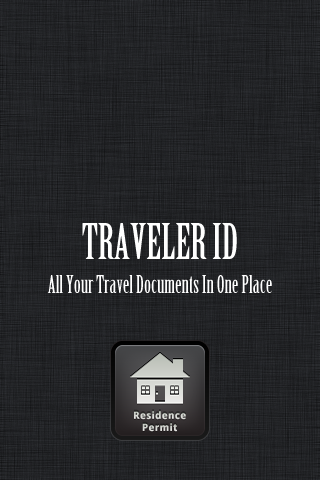 TRAVELER ID
All Your Travel Documents In One Place
Residence
Permit